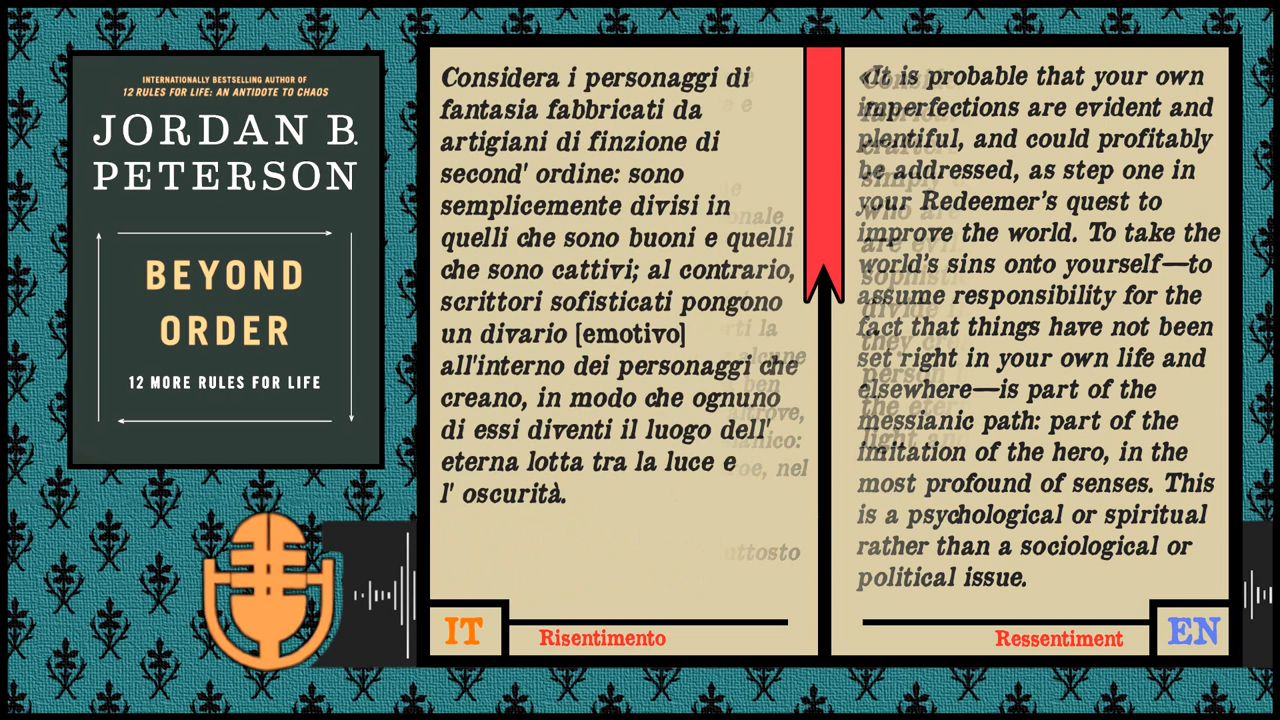 INTERNATIONALLY BESTSELLING AUTHOR OF
12 RULES FOR LIFE: AN ANTIDOTE TO CHAOS
JORDAN B.
PETERSON
BEYOND
ORDER
12 MORE RULES FOR LIFE
Considera i personaggi di
fantasia fabbricati da
artigiani di finzione di
second' ordine: sono
semplicemente divisi in
quelli che sono buoni e quelli
che sono cattivi; al contrario,
scrittori sofisticati pongono
un divario [emotivo]
all'interno dei personaggi che
creano, in modo che ognuno
di essi diventi il luogo dell'
eterna lotta tra la luce e
l' oscurità.
IT
Risentimento
«It is probable that your own
imperfections are evident and
plentiful, and could profitably
be addressed, as step one in
your Redeemer's quest to
improve the world. To take the
world's sins onto yourself—to
assume responsibility for the
fact that things have not been
set right in your own life and
elsewhere—is part of the
messianic path: part of the
imitation of the hero, in the
most profound of senses. This
is a psychological or spiritual
rather than a sociological or
political issue.
Ressentiment
EN